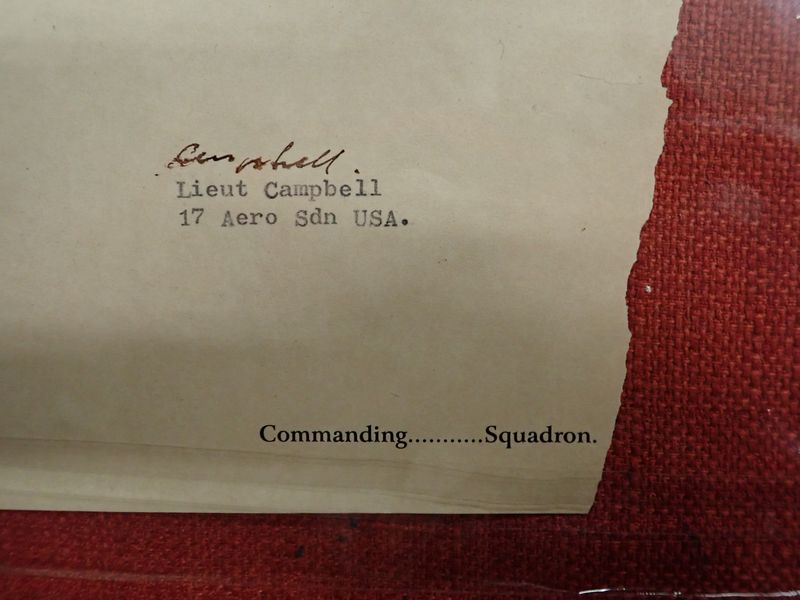 Campbell.
Lieut Campbell
17 Aero Sdn USA.
Commanding...........Squadron.